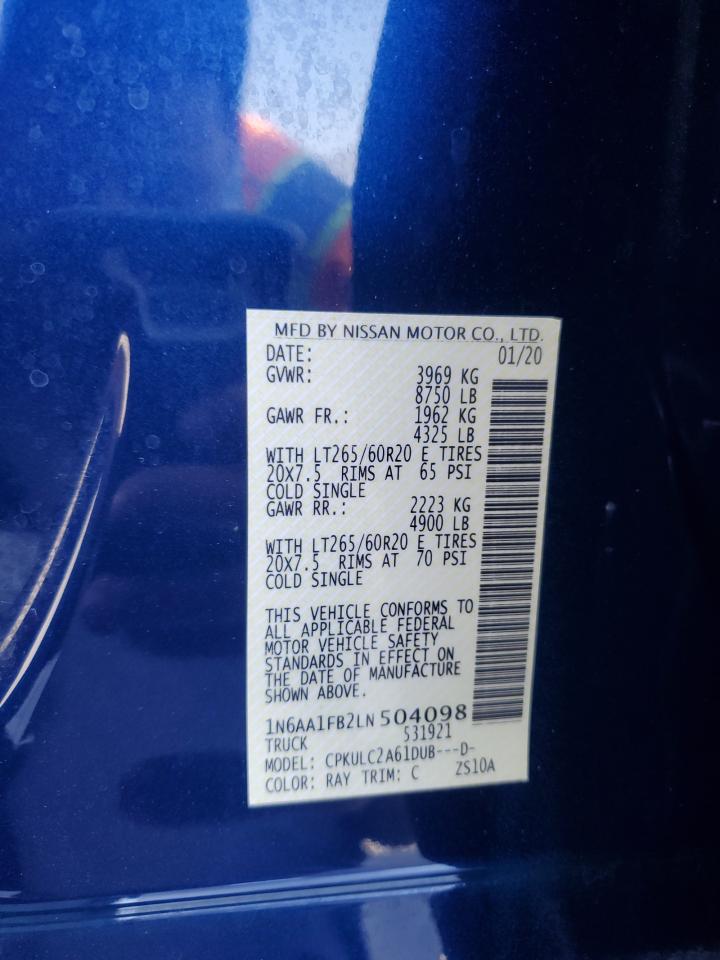 MFD BY NISSAN MOTOR CO., LTD.
DATE: 01/20
GVWR: 3969 KG
8750 LB
GAWR FR.: 1962 KG
4325 LB
WITH LT265/60R20 E TIRES
20X7.5 RIMS AT 65 PSI
COLD SINGLE
GAWR RR.: 2223 KG
4900 LB
WITH LT265/60R20 E TIRES
20X7.5 RIMS AT 70 PSI
COLD SINGLE
THIS VEHICLE CONFORMS TO
ALL APPLICABLE FEDERAL
MOTOR VEHICLE SAFETY
STANDARDS IN EFFECT ON
THE DATE OF MANUFACTURE
SHOWN ABOVE.
1N6AA1FB2LN504098
TRUCK 531921
MODEL: CPKULC2A61DUB---D-
COLOR: RAY TRIM: C ZS10A